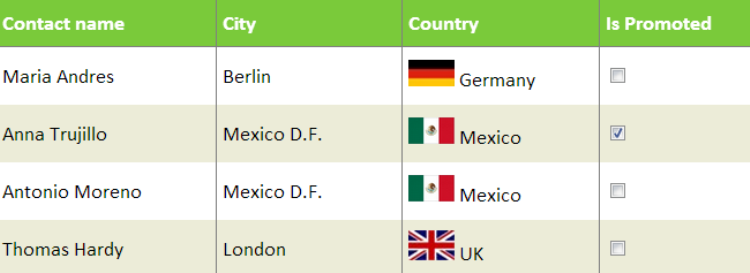 Contact name City Country Is Promoted
Maria Andres Berlin Germany
Anna Trujillo Mexico D.F. Mexico
Antonio Moreno Mexico D.F. Mexico
Thomas Hardy London UK